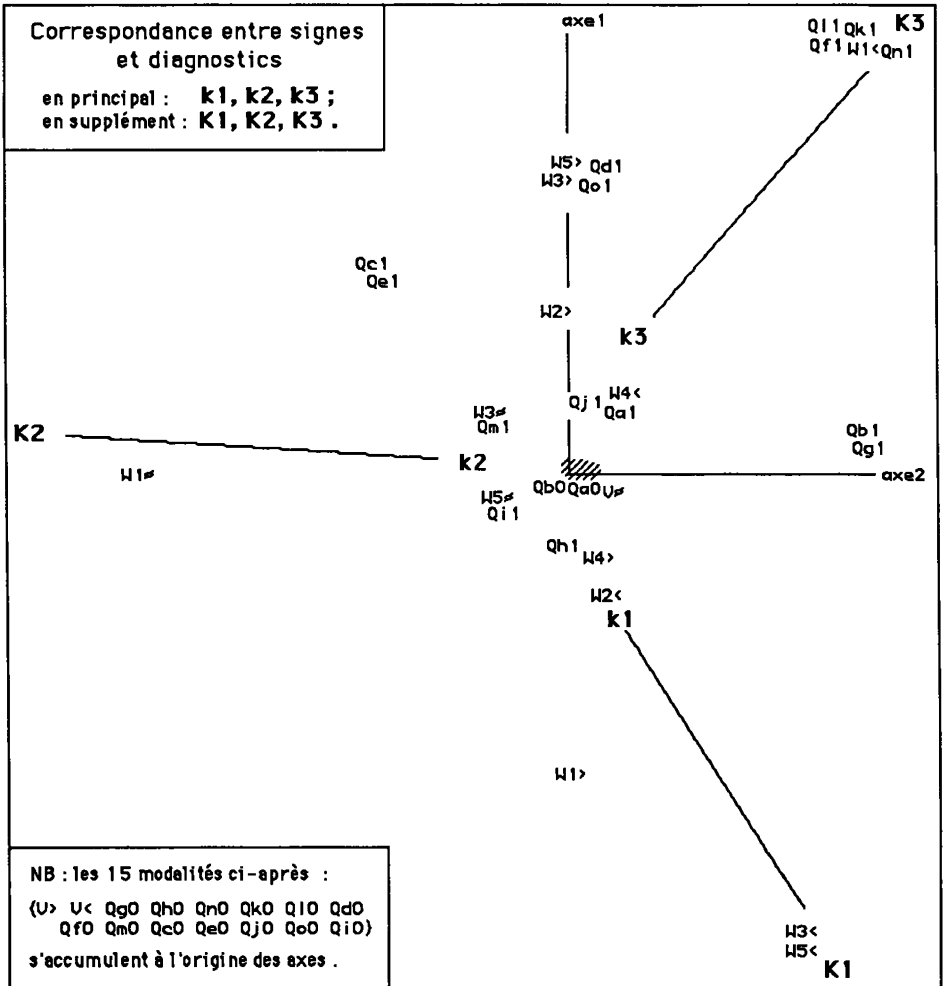 Correspondance entre signes
et diagnostics
en principal : k1, k2, k3 ;
en supplément : K1, K2, K3 .
axe1
Ql1 Qk1 K3
Qf1 W1< Qn1
W5> Qd1
W3> Qo1
Qc1
Qe1
W2>
k3
Qj1 W4<
Qa1
W3≠
Qm1
Qb1
Qg1
K2
k2
W1≠
axe2
Qb0 Qa0 U≠
W5≠
Qi1
Qh1 W4>
W2<
k1
W1>
W3<
W5<
K1
NB : les 15 modalités ci-après :
{U> U< Qg0 Qh0 Qn0 Qk0 Ql0 Qd0
Qf0 Qm0 Qc0 Qe0 Qj0 Qo0 Qi0}
s'accumulent à l'origine des axes .